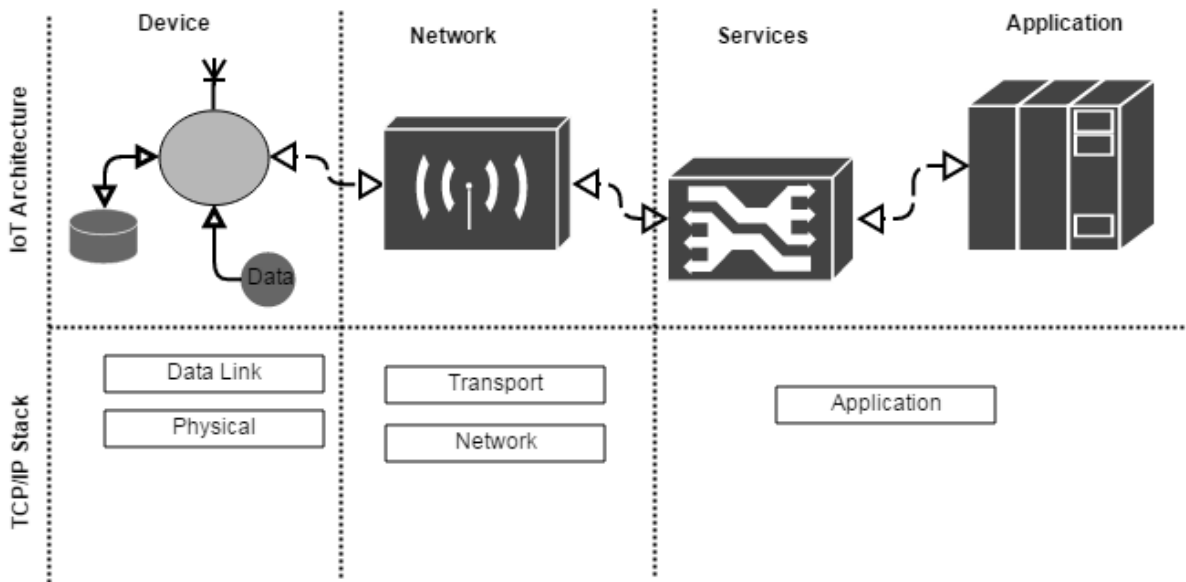 Device
Network
Services
Application
IoT Architecture
Data
Data Link
Physical
Transport
Network
Application
TCP/IP Stack